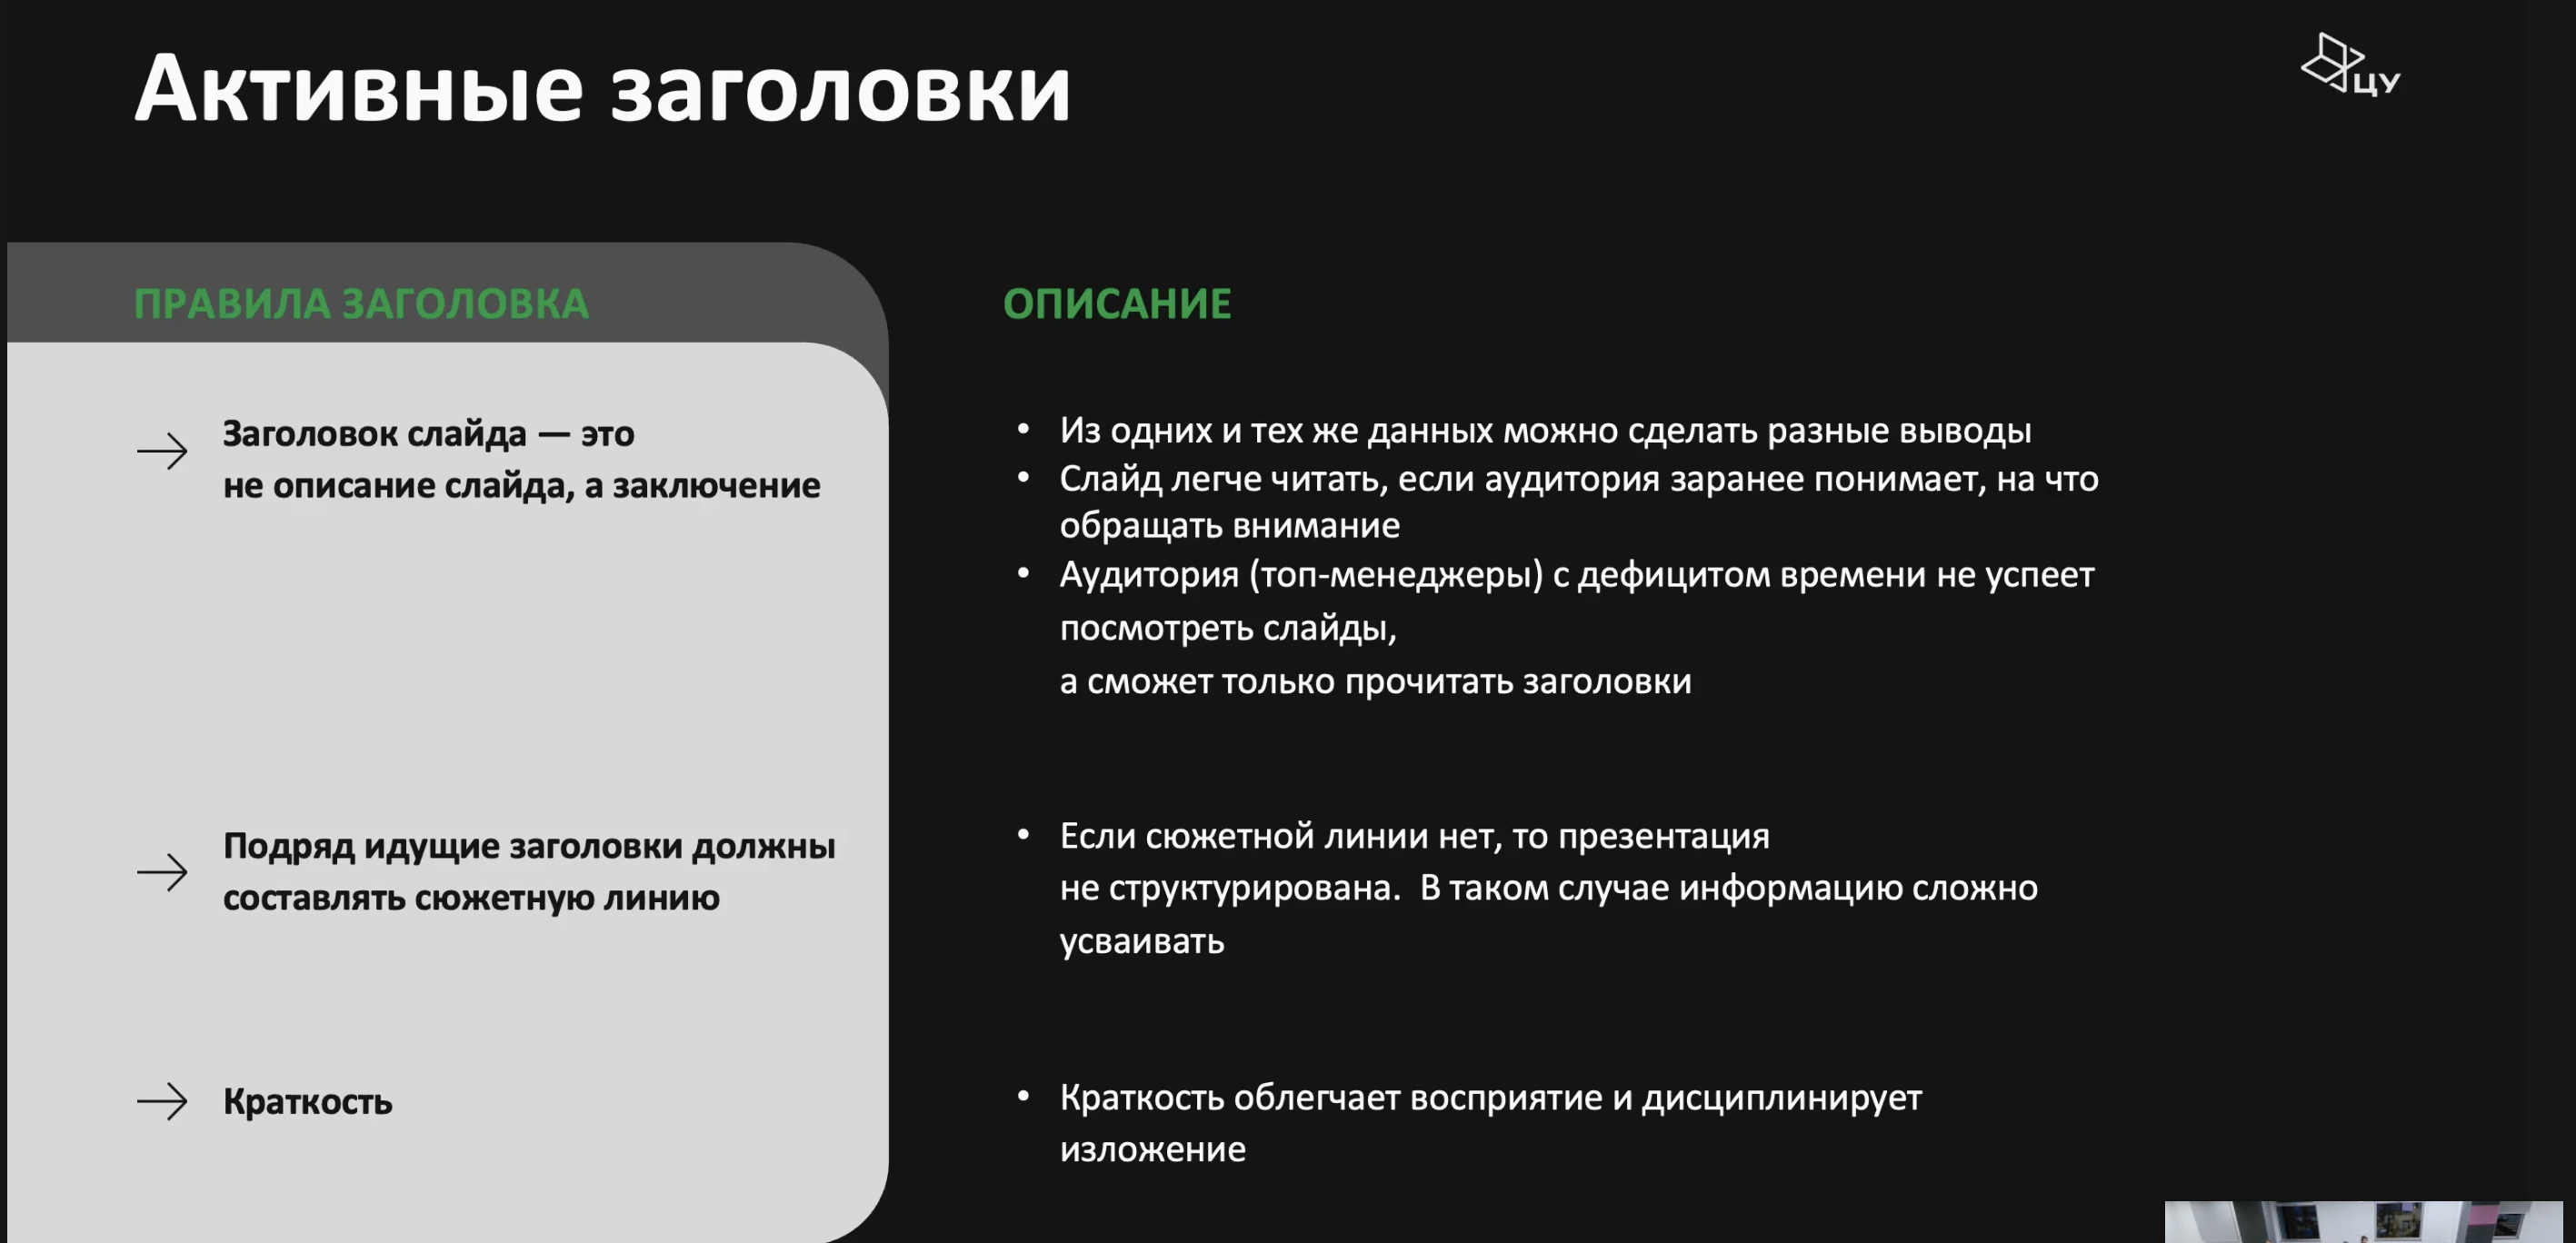 Активные заголовки
ЦУ
ПРАВИЛА ЗАГОЛОВКА
Заголовок слайда — это
не описание слайда, а заключение
Подряд идущие заголовки должны
составлять сюжетную линию
Краткость
ОПИСАНИЕ
• Из одних и тех же данных можно сделать разные выводы
• Слайд легче читать, если аудитория заранее понимает, на что
обращать внимание
• Аудитория (топ-менеджеры) с дефицитом времени не успеет
посмотреть слайды,
а сможет только прочитать заголовки
• Если сюжетной линии нет, то презентация
не структурирована.  В таком случае информацию сложно
усваивать
• Краткость облегчает восприятие и дисциплинирует
изложение